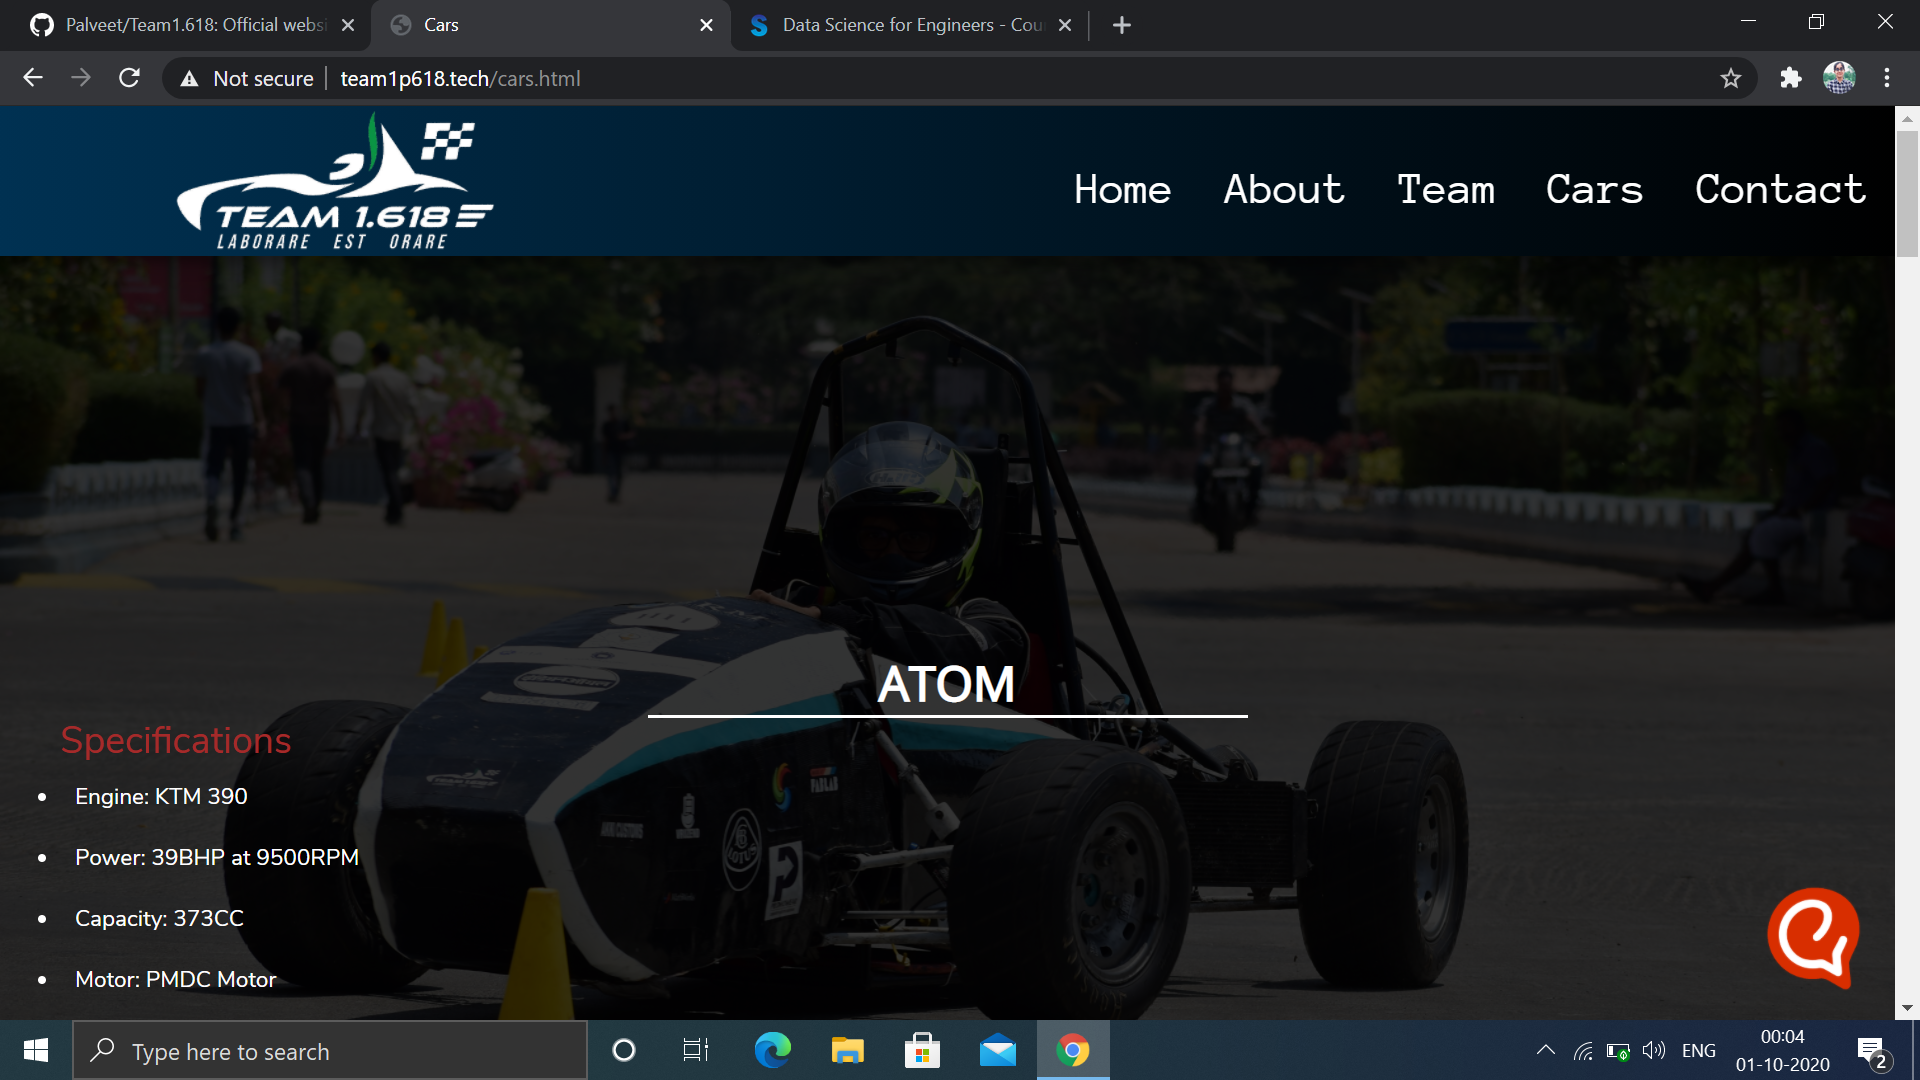 Palveet/Team1.618: Official websi
Cars
Data Science for Engineers - Cou
Not secure
team1p618.tech/cars.html
TEAM 1.618
LABORARE EST ORARE
Home
About
Team
Cars
Contact
ATOM
Specifications
Engine: KTM 390
Power: 39BHP at 9500RPM
Capacity: 373CC
Motor: PMDC Motor
LOTUS
Type here to search
ENG
00:04
01-10-2020
2